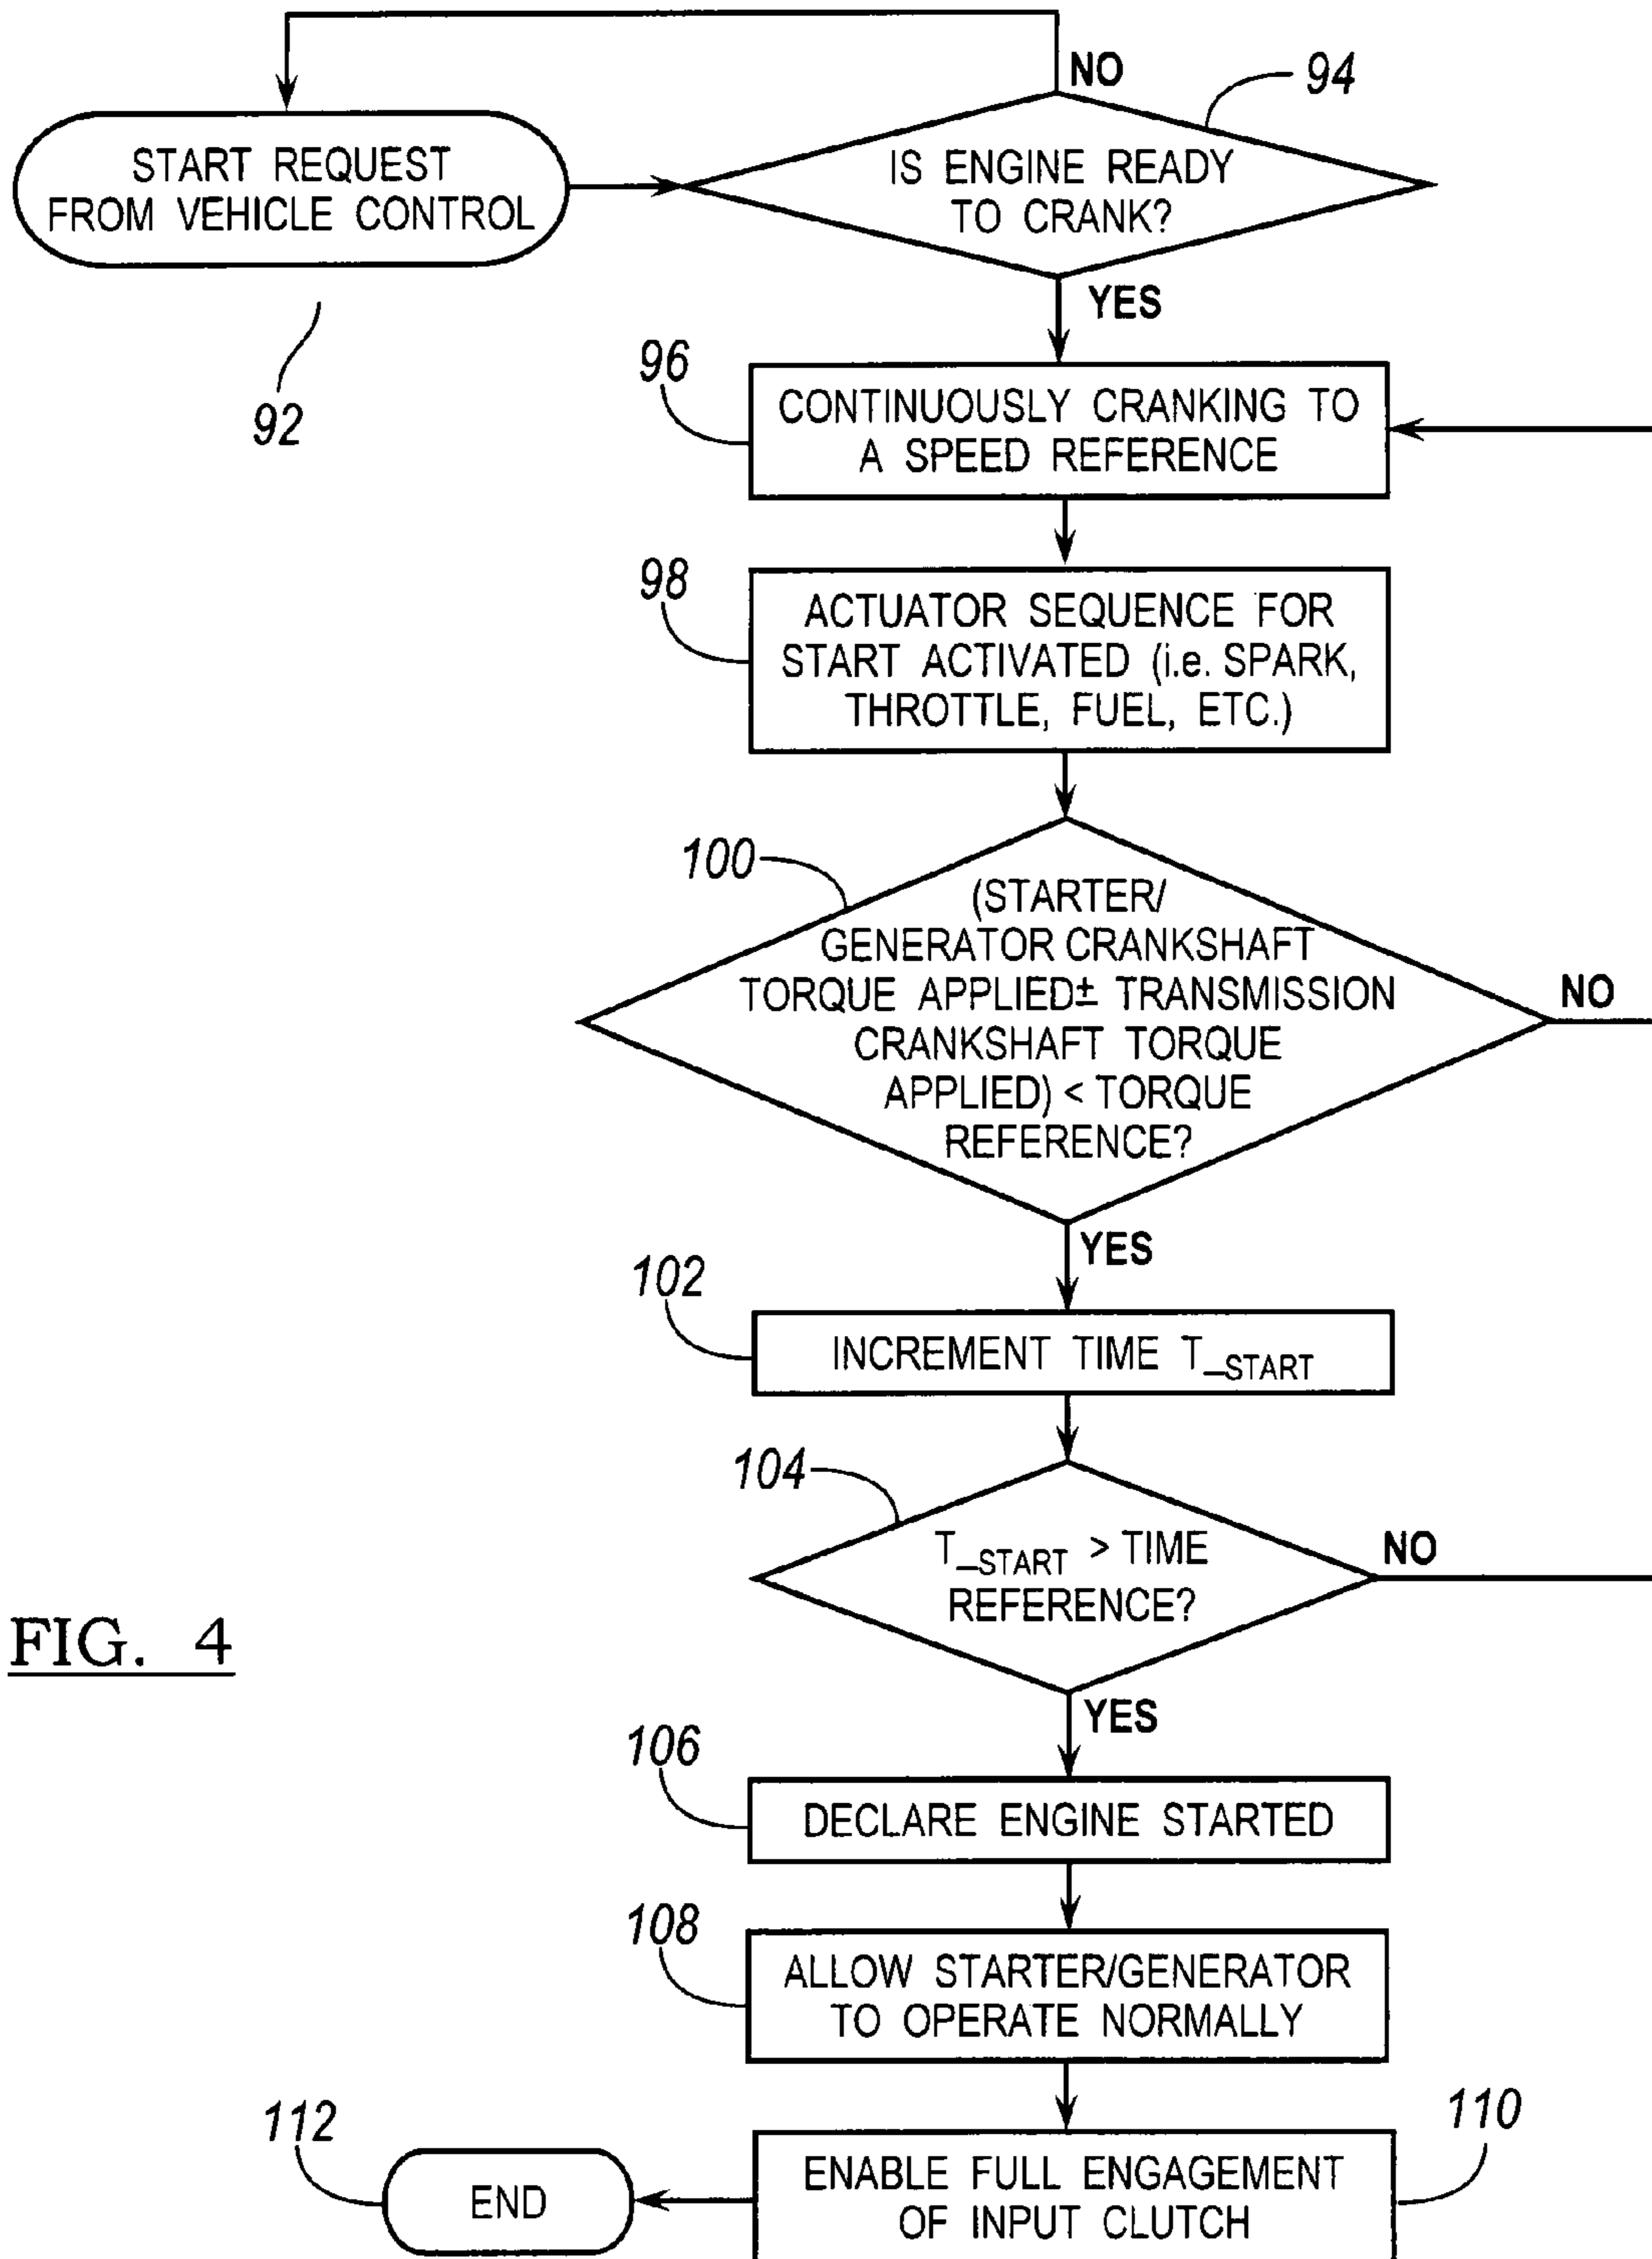 NO
94
START REQUEST
FROM VEHICLE CONTROL
IS ENGINE READY
TO CRANK?
92
YES
96
CONTINUOUSLY CRANKING TO
A SPEED REFERENCE
98
ACTUATOR SEQUENCE FOR
START ACTIVATED (i.e. SPARK,
THROTTLE, FUEL, ETC.)
100
(STARTER/
GENERATOR CRANKSHAFT
TORQUE APPLIED± TRANSMISSION
CRANKSHAFT TORQUE
APPLIED) < TORQUE
REFERENCE?
NO
YES
102
INCREMENT TIME T_START
104
T_START > TIME
REFERENCE?
NO
FIG. 4
YES
106
DECLARE ENGINE STARTED
108
ALLOW STARTER/GENERATOR
TO OPERATE NORMALLY
110
ENABLE FULL ENGAGEMENT
OF INPUT CLUTCH
112
END